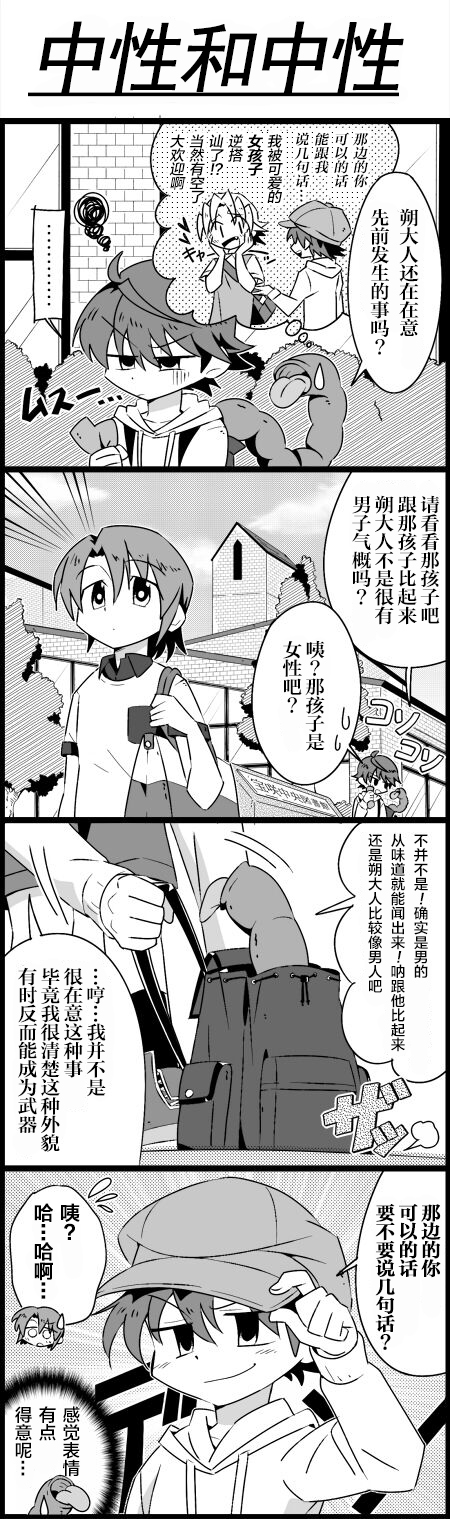 中性和中性
朔大人还在在意
先前发生的事吗？
那边的你
可以的话
能跟我
说几句话
我被可爱的
女孩子
逆搭
讪了!?
当然有空了
大欢迎啊
キャー
…………
ムスー…
请看看那孩子吧
跟那孩子比起来
朔大人不是很有
男子气概吗？
咦？那孩子是
女性吧？
コソ
コソ
不并不是！确实是男的
从味道就能闻出来！呐跟他比起来
还是朔大人比较像男人吧
…哼…我并不是
很在意这种事
毕竟我很清楚这种外貌
有时反而能成为武器
ザッ
那边的你
可以的话
要不要说几句话？
咦？
哈…哈啊…
感觉表情
有点
得意呢…